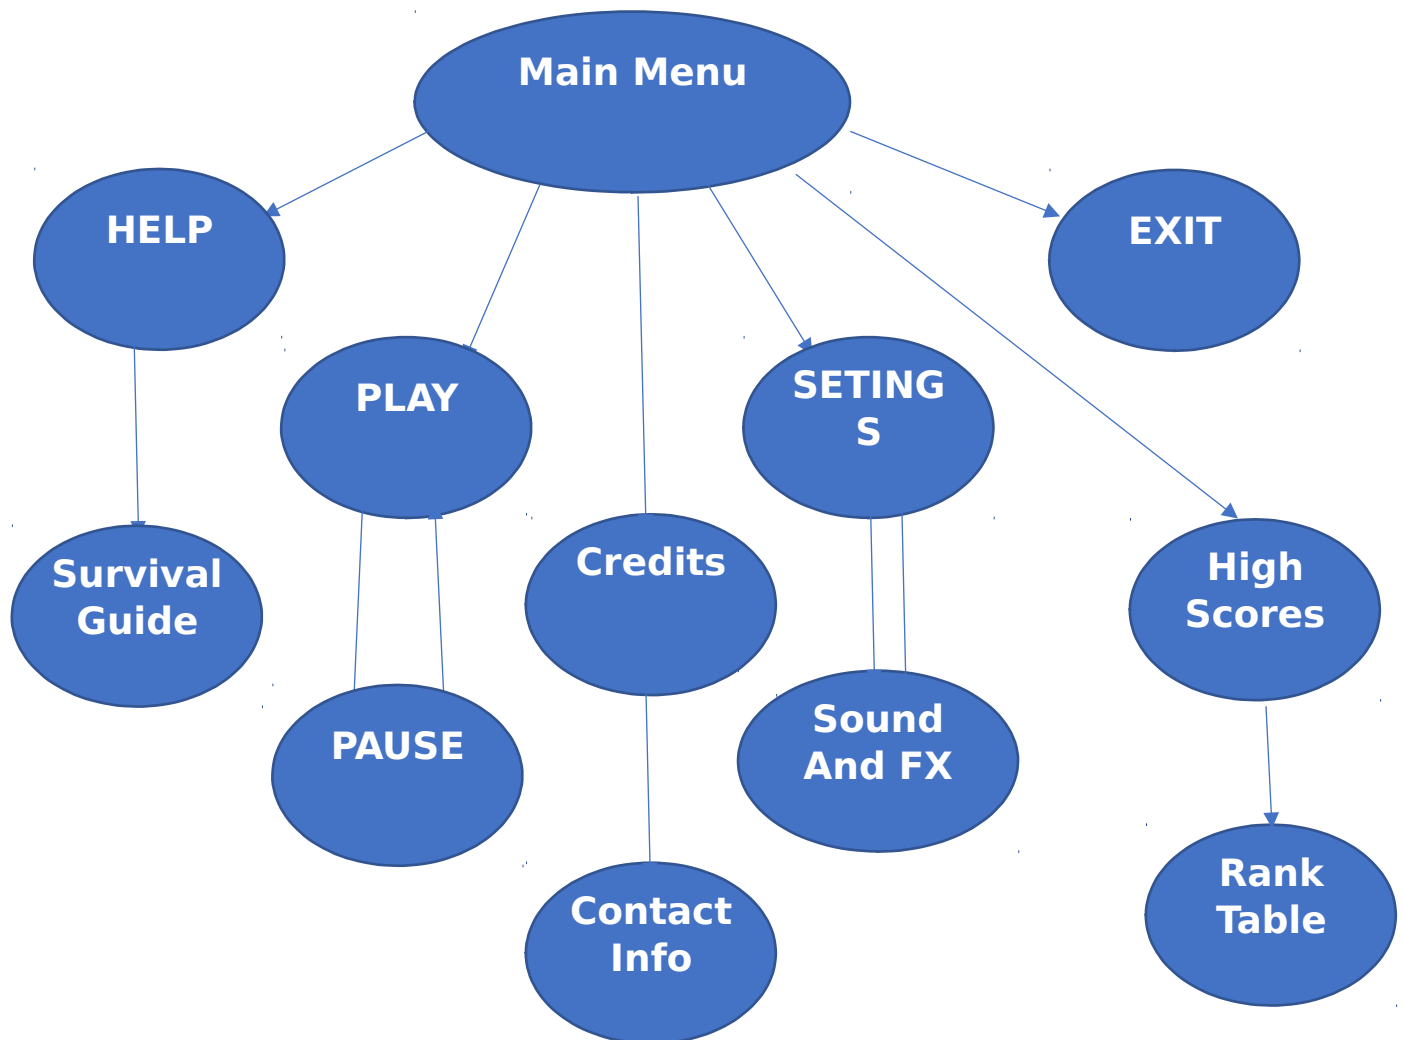 Main Menu
HELP
EXIT
PLAY
SETING
S
Credits
High
Scores
Survival
Guide
PAUSE
Sound
And FX
Rank
Table
Contact
Info